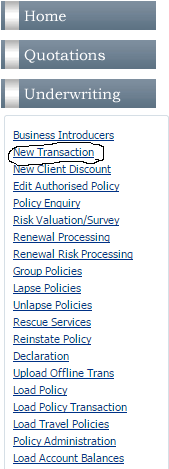 Home
Quotations
Underwriting
Business Introducers
New Transaction
New Client Discount
Edit Authorised Policy
Policy Enquiry
Risk Valuation/Survey
Renewal Processing
Renewal Risk Processing
Group Policies
Lapse Policies
Unlapse Policies
Rescue Services
Reinstate Policy
Declaration
Upload Offline Trans
Load Policy
Load Policy Transaction
Load Travel Policies
Policy Administration
Load Account Balances